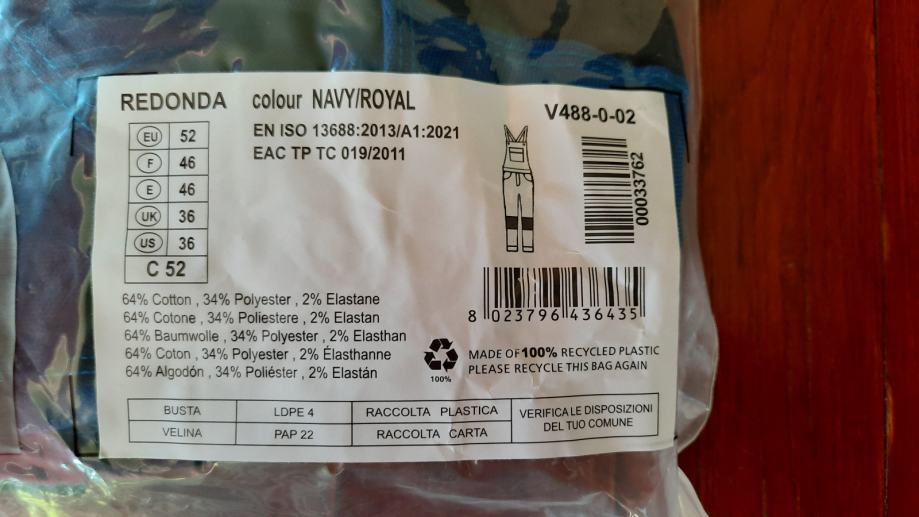 REDONDA colour NAVY/ROYAL
V488-0-02
EN ISO 13688:2013/A1:2021
EAC TP TC 019/2011
EU 52
F 46
E 46
UK 36
US 36
C 52
00033762
64% Cotton , 34% Polyester , 2% Elastane
64% Cotone , 34% Poliestere , 2% Elastan
64% Baumwolle , 34% Polyester , 2% Elasthan
64% Coton , 34% Polyester , 2% Élasthanne
64% Algodón , 34% Poliéster , 2% Elastán
8 023796 436435
100%
MADE OF 100% RECYCLED PLASTIC
PLEASE RECYCLE THIS BAG AGAIN
BUSTA LDPE 4 RACCOLTA PLASTICA
VELINA PAP 22 RACCOLTA CARTA
VERIFICA LE DISPOSIZIONI
DEL TUO COMUNE